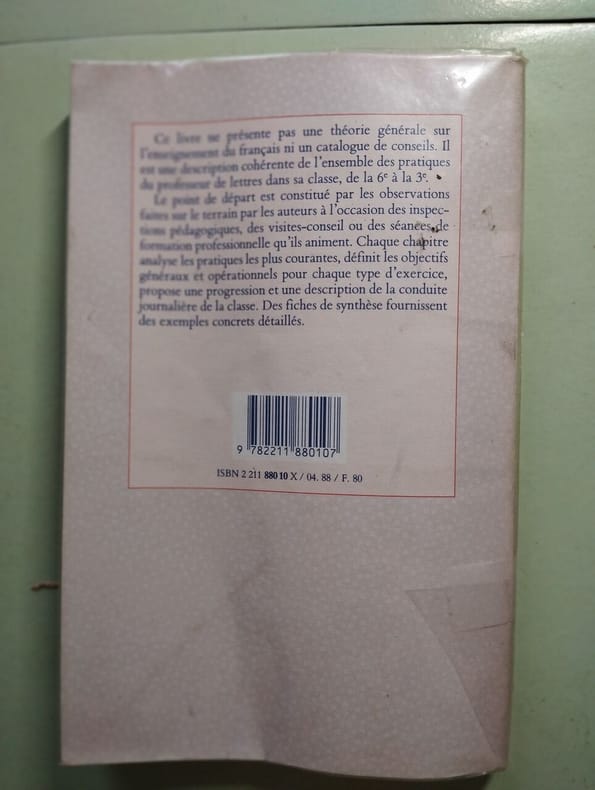 Ce livre ne présente pas une théorie générale sur
l'enseignement du français ni un catalogue de conseils. Il
est une description cohérente de l'ensemble des pratiques
du professeur de lettres dans sa classe, de la 6e à la 3e.
Le point de départ est constitué par les observations
faites sur le terrain par les auteurs à l'occasion des inspec-
tions pédagogiques, des visites-conseil ou des séances de
formation professionnelle qu'ils animent. Chaque chapitre
analyse les pratiques les plus courantes, définit les objectifs
généraux et opérationnels pour chaque type d'exercice,
propose une progression et une description de la conduite
journalière de la classe. Des fiches de synthèse fournissent
des exemples concrets détaillés.
9 782211 880107
ISBN 2 211 880 10 X / 04. 88 / F. 80